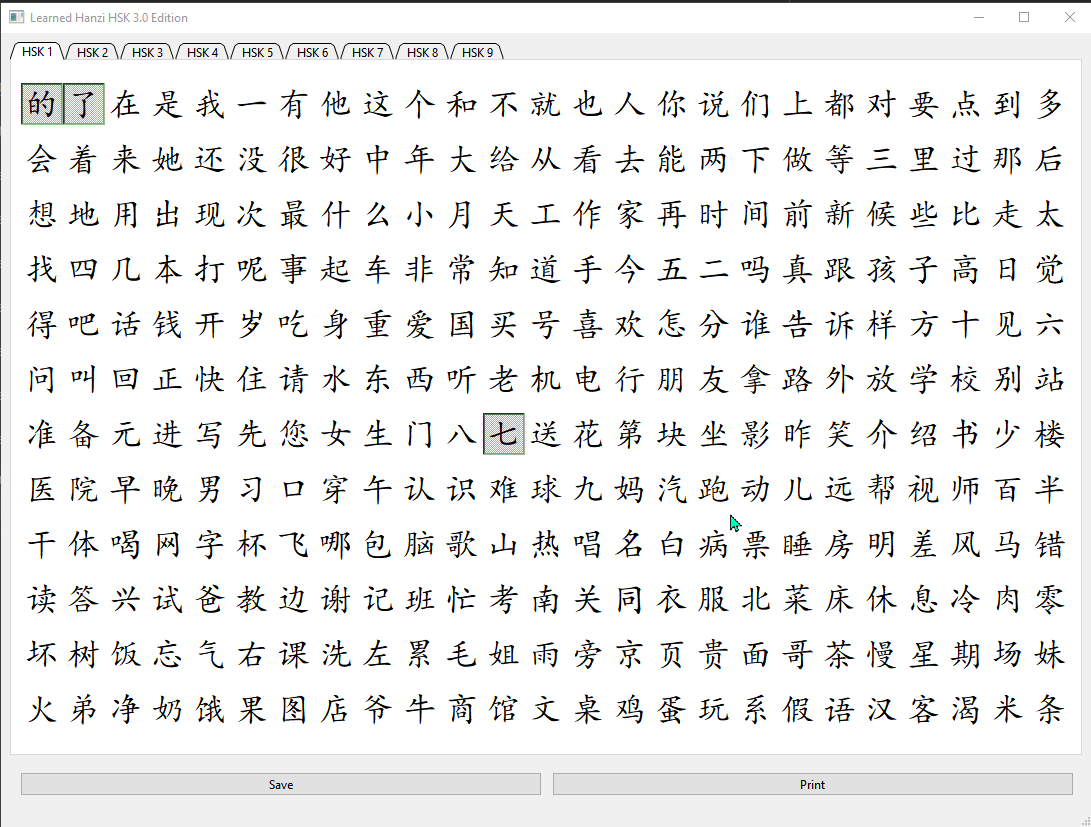 Learned Hanzi HSK 3.0 Edition
HSK 1 HSK 2 HSK 3 HSK 4 HSK 5 HSK 6 HSK 7 HSK 8 HSK 9
的 了 在 是 我 一 有 他 这 个 和 不 就 也 人 你 说 们 上 都 对 要 点 到 多
会 着 来 她 还 没 很 好 中 年 大 给 从 看 去 能 两 下 做 等 三 里 过 那 后
想 地 用 出 现 次 最 什 么 小 月 天 工 作 家 再 时 间 前 新 候 些 比 走 太
找 四 几 本 打 呢 事 起 车 非 常 知 道 手 今 五 二 吗 真 跟 孩 子 高 日 觉
得 吧 话 钱 开 岁 吃 身 重 爱 国 买 号 喜 欢 怎 分 谁 告 诉 样 方 十 见 六
问 叫 回 正 快 住 请 水 东 西 听 老 机 电 行 朋 友 拿 路 外 放 学 校 别 站
准 备 元 进 写 先 您 女 生 门 八 七 送 花 第 块 坐 影 昨 笑 介 绍 书 少 楼
医 院 早 晚 男 习 口 穿 午 认 识 难 球 九 妈 汽 跑 动 儿 远 帮 视 师 百 半
干 体 喝 网 字 杯 飞 哪 包 脑 歌 山 热 唱 名 白 病 票 睡 房 明 差 风 马 错
读 答 兴 试 爸 教 边 谢 记 班 忙 考 南 关 同 衣 服 北 菜 床 休 息 冷 肉 零
坏 树 饭 忘 气 右 课 洗 左 累 毛 姐 雨 旁 京 页 贵 面 哥 茶 慢 星 期 场 妹
火 弟 净 奶 饿 果 图 店 爷 牛 商 馆 文 桌 鸡 蛋 玩 系 假 语 汉 客 渴 米 条
Save Print